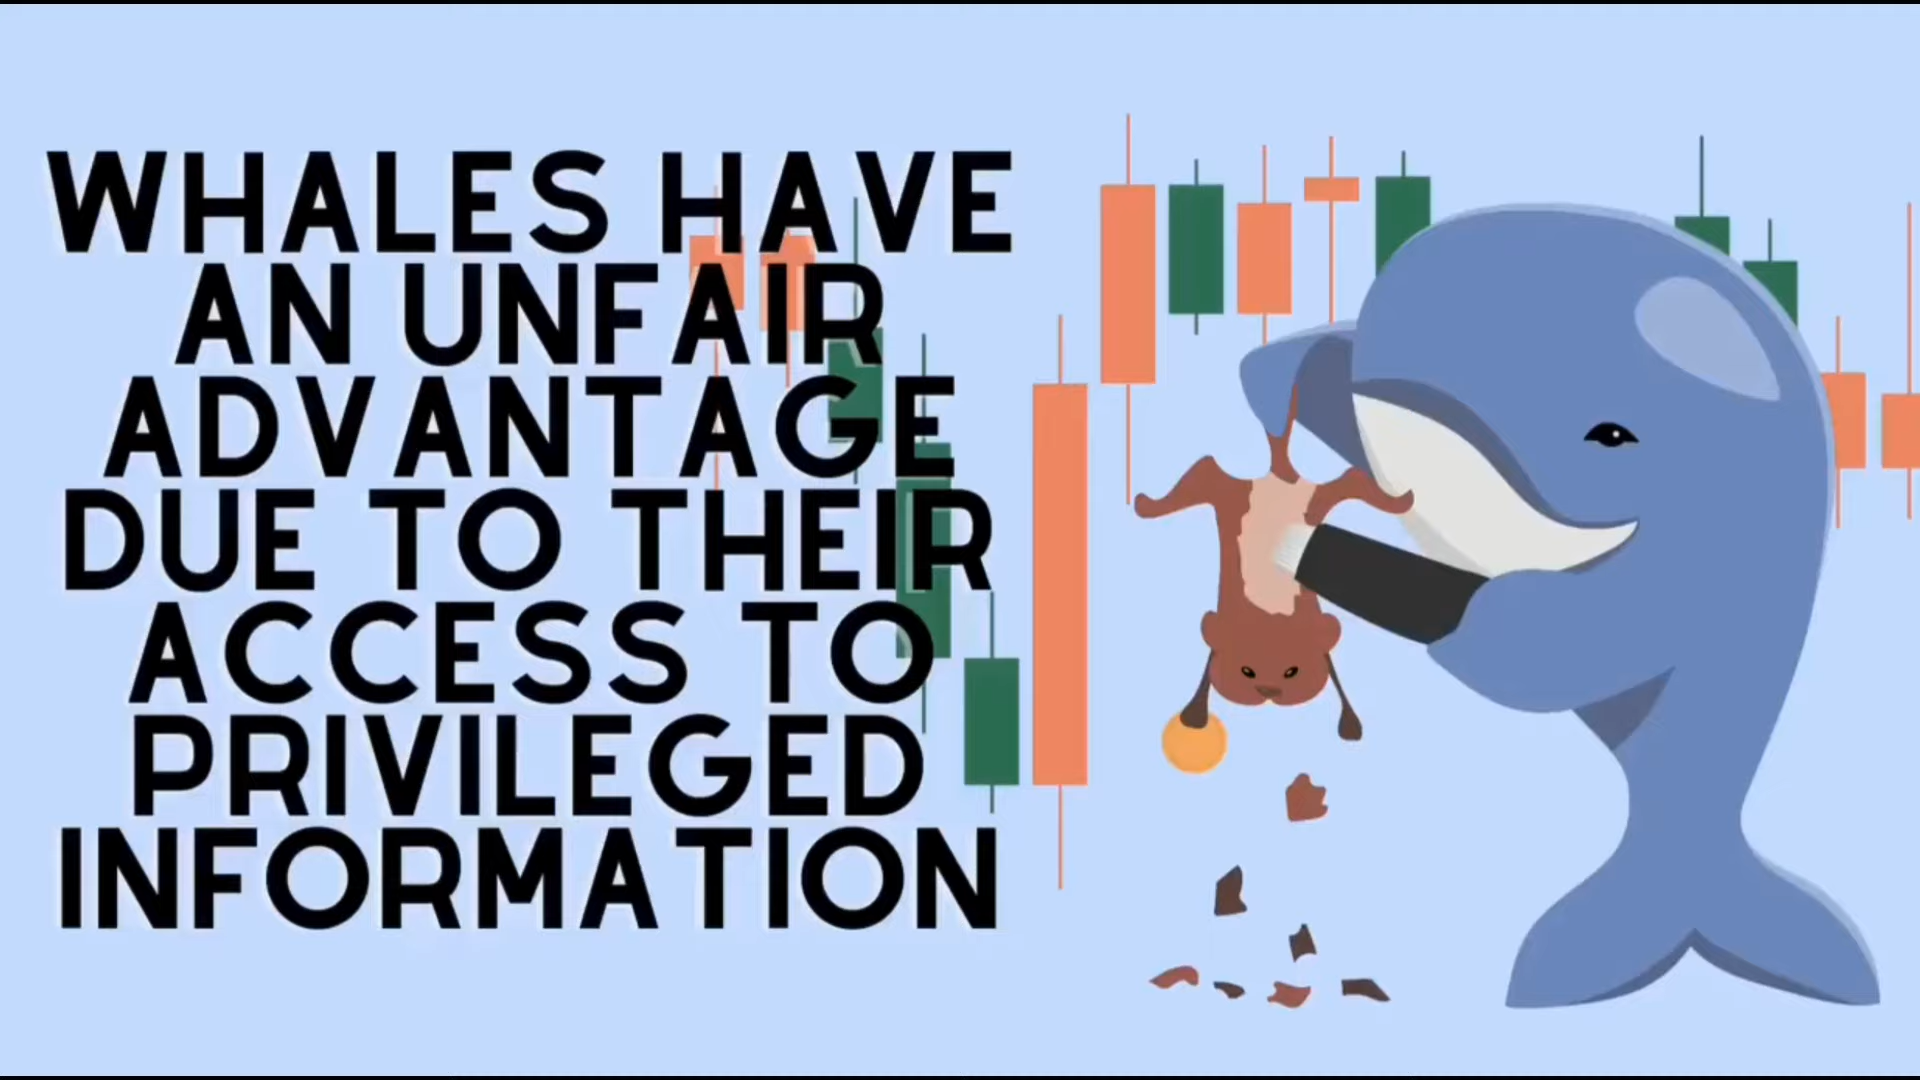 WHALES HAVE
AN UNFAIR
ADVANTAGE
DUE TO THEIR
ACCESS TO
PRIVILEGED
INFORMATION